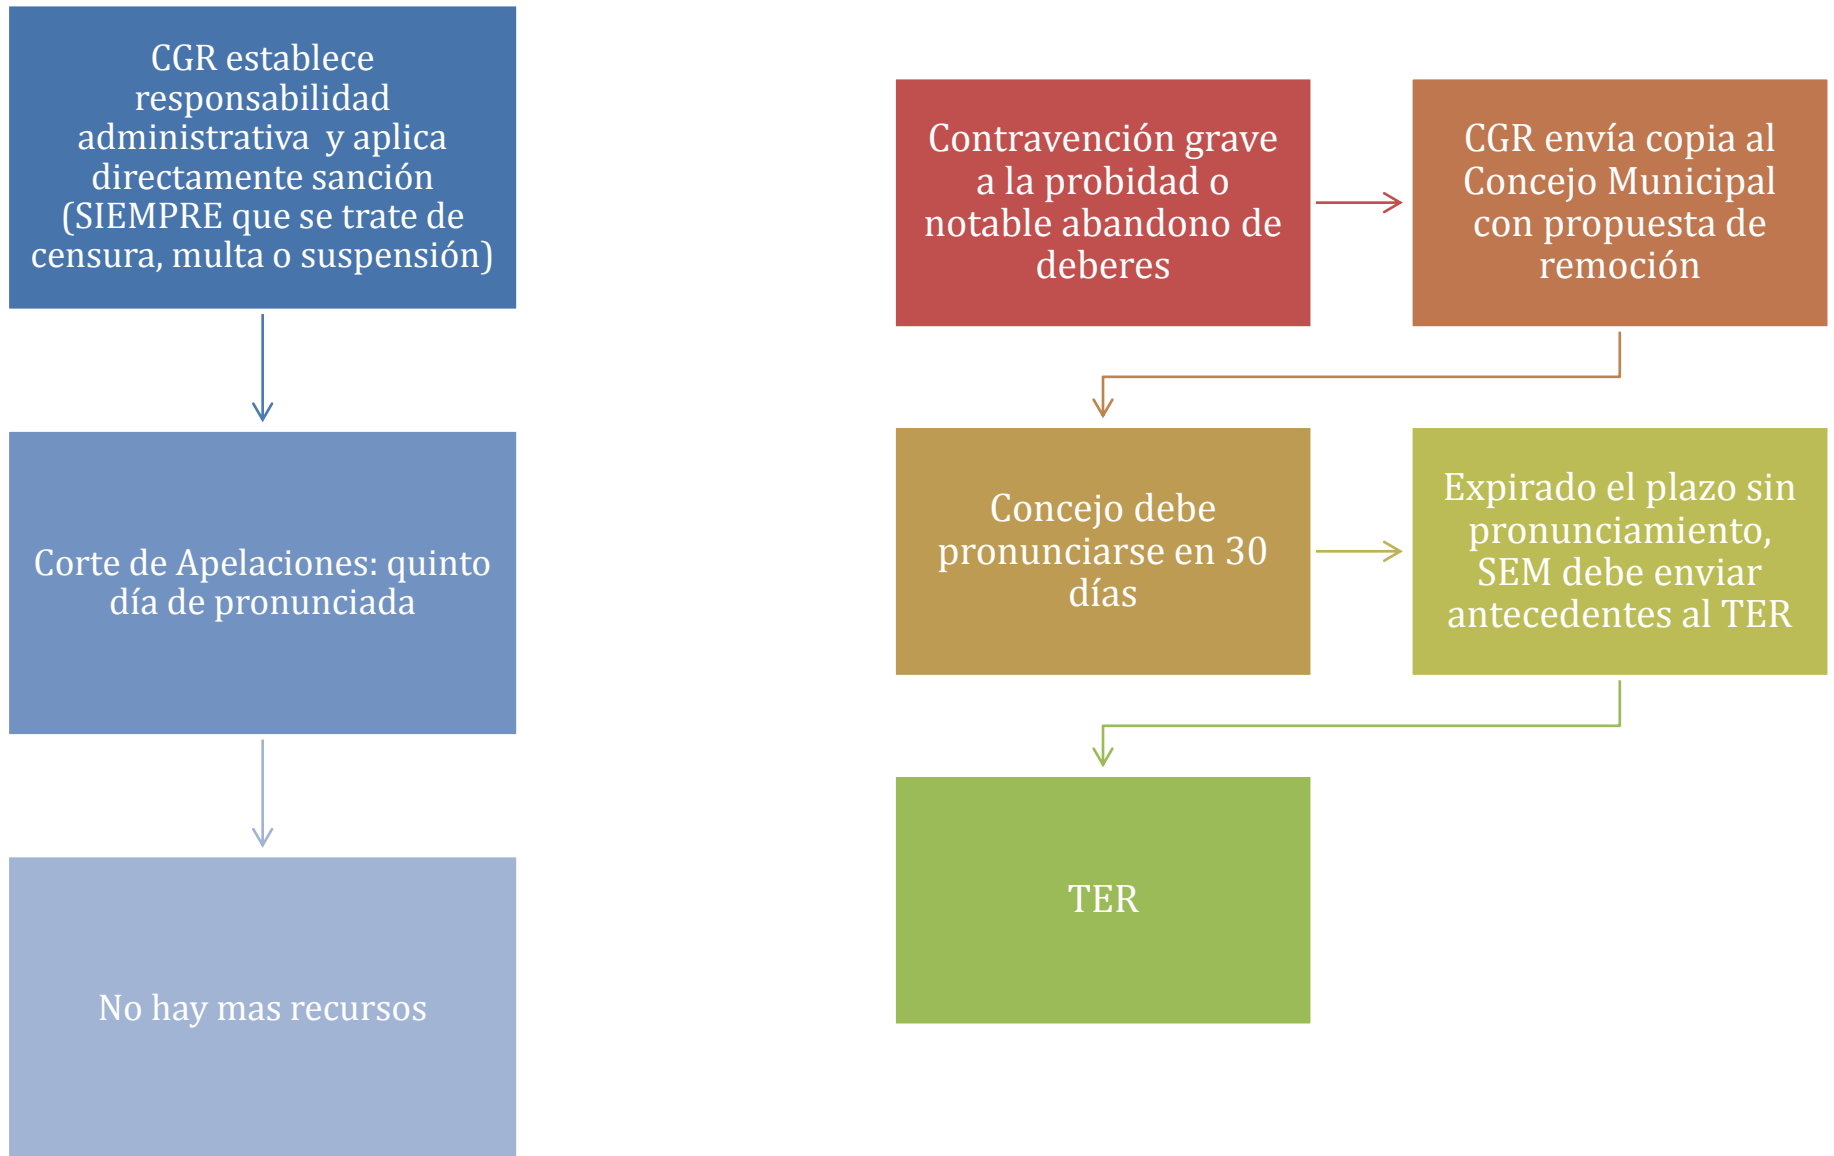 CGR establece
responsabilidad
administrativa y aplica
directamente sanción
(SIEMPRE que se trate de
censura, multa o suspensión)
Corte de Apelaciones: quinto
día de pronunciada
No hay mas recursos
Contravención grave
a la probidad o
notable abandono de
deberes
CGR envía copia al
Concejo Municipal
con propuesta de
remoción
Concejo debe
pronunciarse en 30
días
Expirado el plazo sin
pronunciamiento,
SEM debe enviar
antecedentes al TER
TER